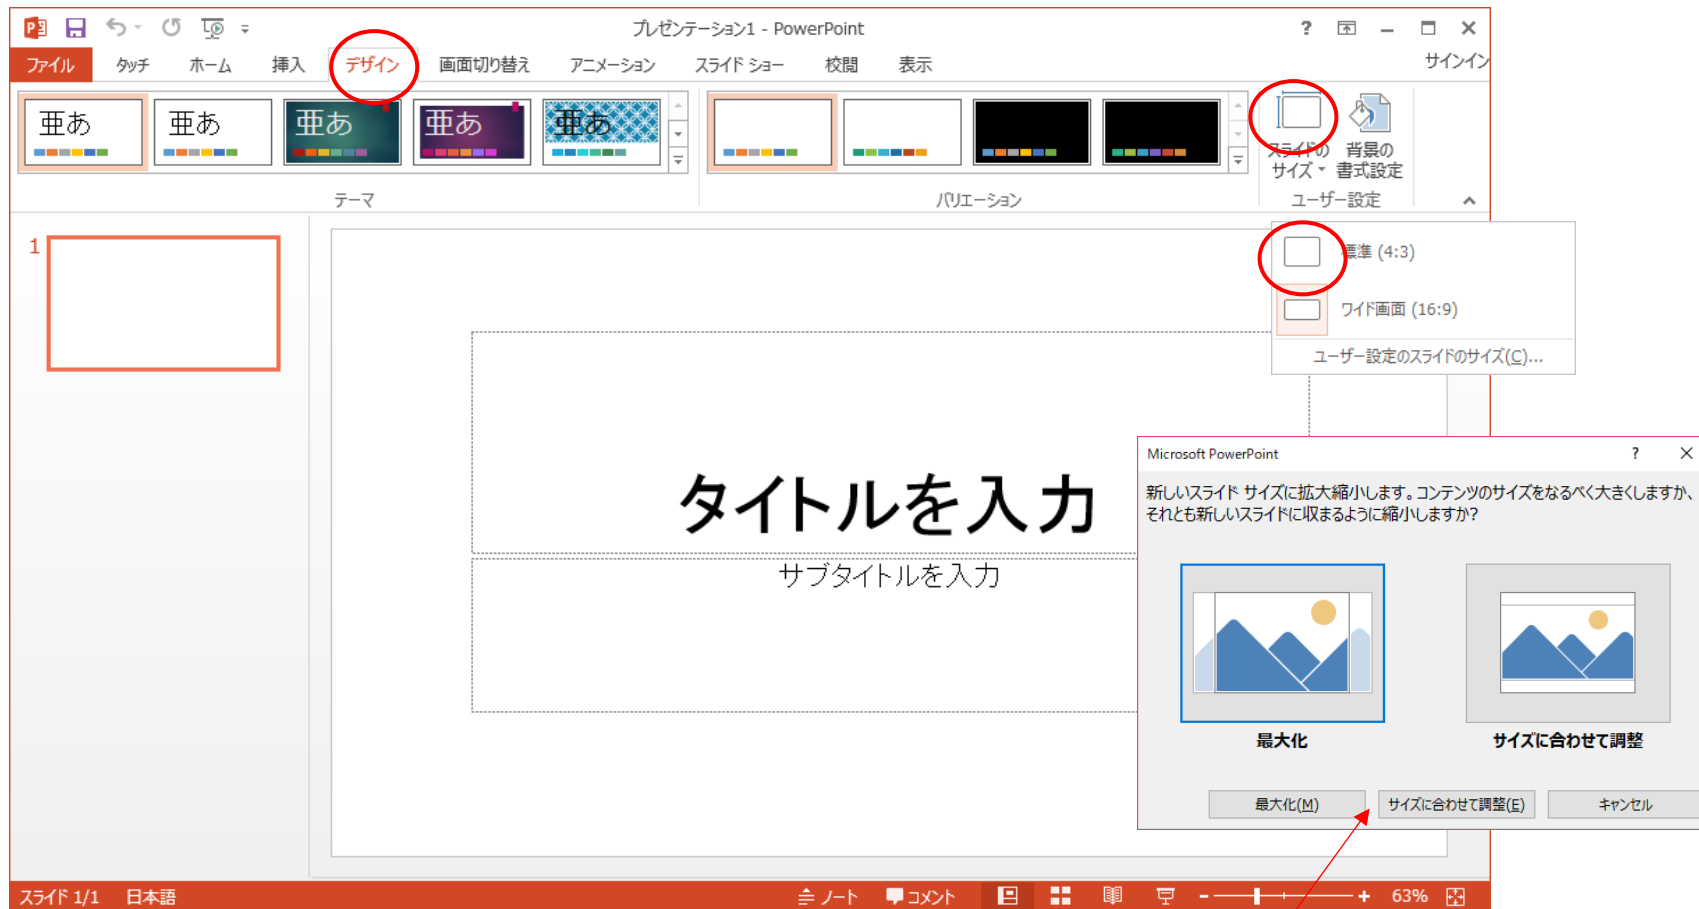 プレゼンテーション1 - PowerPoint
?
サインイン
ファイル タッチ ホーム 挿入 デザイン 画面切り替え アニメーション スライド ショー 校閲 表示
亜あ 亜あ 亜あ 亜あ 亜あ
スライドの
サイズ
背景の
書式設定
テーマ
バリエーション
ユーザー設定
標準 (4:3)
ワイド画面 (16:9)
ユーザー設定のスライドのサイズ(C)...
1
タイトルを入力
サブタイトルを入力
Microsoft PowerPoint
?
新しいスライド サイズに拡大縮小します。コンテンツのサイズをなるべく大きくしますか、
それとも新しいスライドに収まるように縮小しますか?
最大化
サイズに合わせて調整
最大化(M)
サイズに合わせて調整(E)
キャンセル
スライド 1/1 日本語
ノート コメント
63%